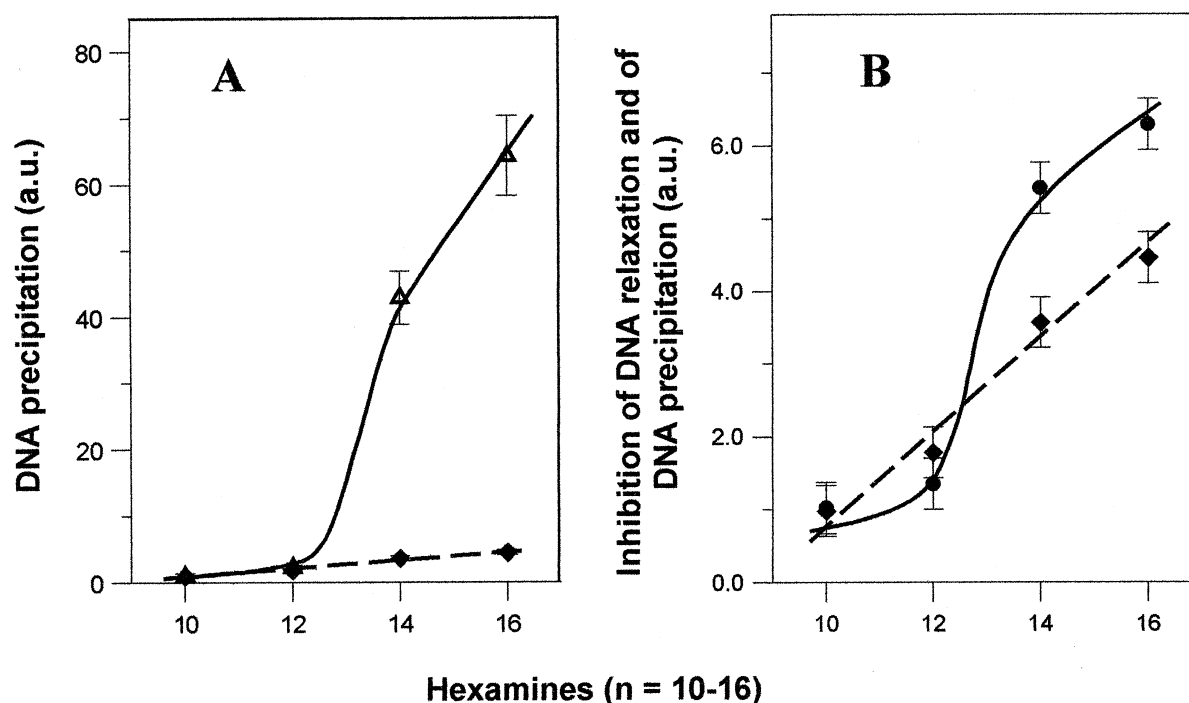 A
DNA precipitation (a.u.)
80
60
40
20
0
10 12 14 16
B
Inhibition of DNA relaxation and of
DNA precipitation (a.u.)
6.0
4.0
2.0
0.0
10 12 14 16
Hexamines (n = 10-16)